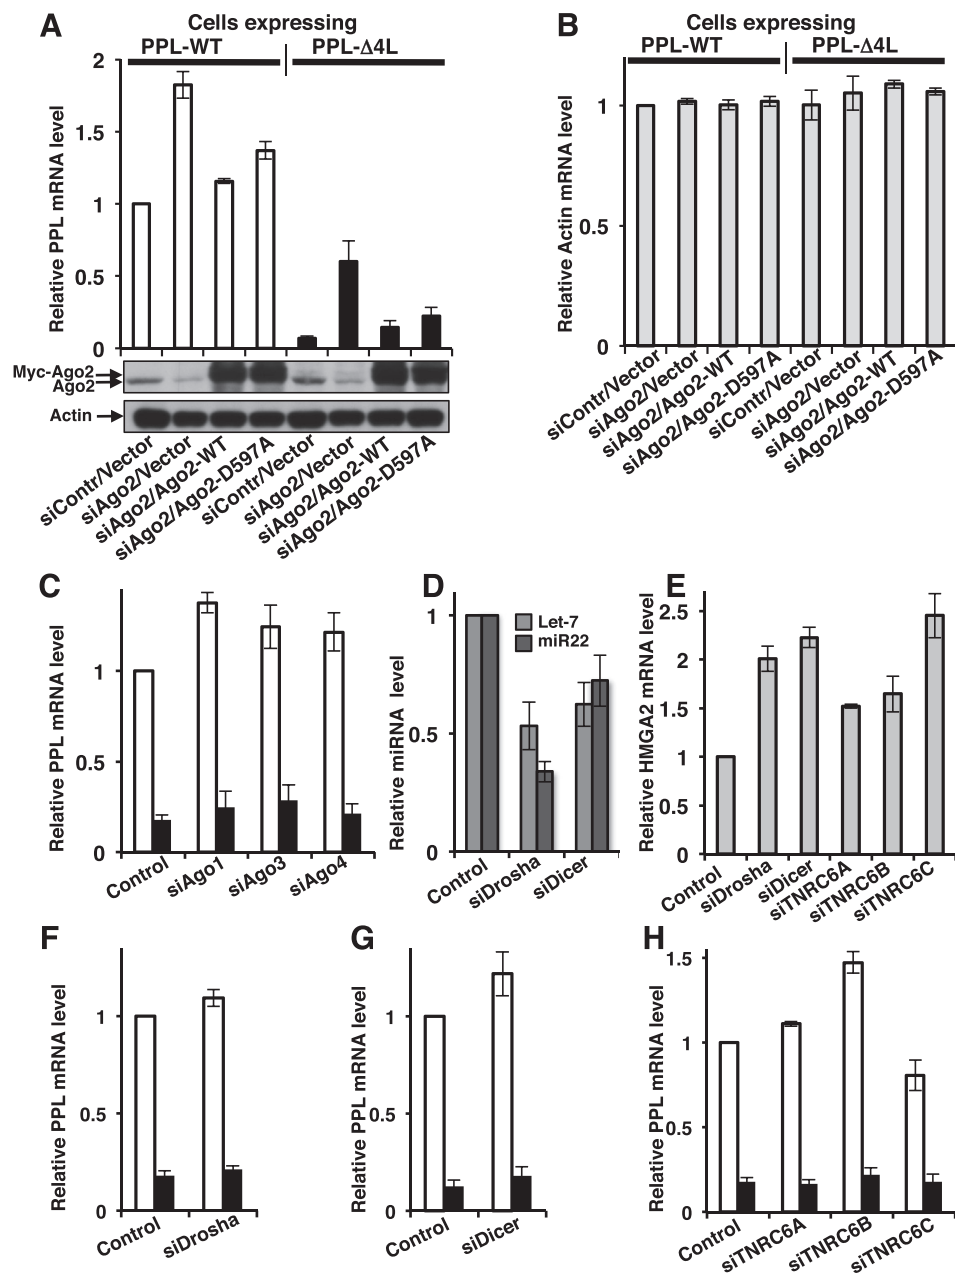 A
Cells expressing
PPL-WT
PPL-Δ4L
Relative PPL mRNA level
2
1.5
1
0.5
0
Myc-Ago2
Ago2
Actin
siContr/Vector
siAgo2/Vector
siAgo2/Ago2-WT
siAgo2/Ago2-D597A
siContr/Vector
siAgo2/Vector
siAgo2/Ago2-WT
siAgo2/Ago2-D597A
B
Cells expressing
PPL-WT
PPL-Δ4L
Relative Actin mRNA level
1
0.5
0
siContr/Vector
siAgo2/Vector
siAgo2/Ago2-WT
siAgo2/Ago2-D597A
siContr/Vector
siAgo2/Vector
siAgo2/Ago2-WT
siAgo2/Ago2-D597A
C
Relative PPL mRNA level
1
0.5
0
Control
siAgo1
siAgo3
siAgo4
D
Relative miRNA level
1
0.5
0
Let-7
miR22
Control
siDrosha
siDicer
E
Relative HMGA2 mRNA level
2.5
2
1.5
1
0.5
0
Control
siDrosha
siDicer
siTNRC6A
siTNRC6B
siTNRC6C
F
Relative PPL mRNA level
1
0.5
0
Control
siDrosha
G
Relative PPL mRNA level
1
0.5
0
Control
siDicer
H
Relative PPL mRNA level
1.5
1
0.5
0
Control
siTNRC6A
siTNRC6B
siTNRC6C